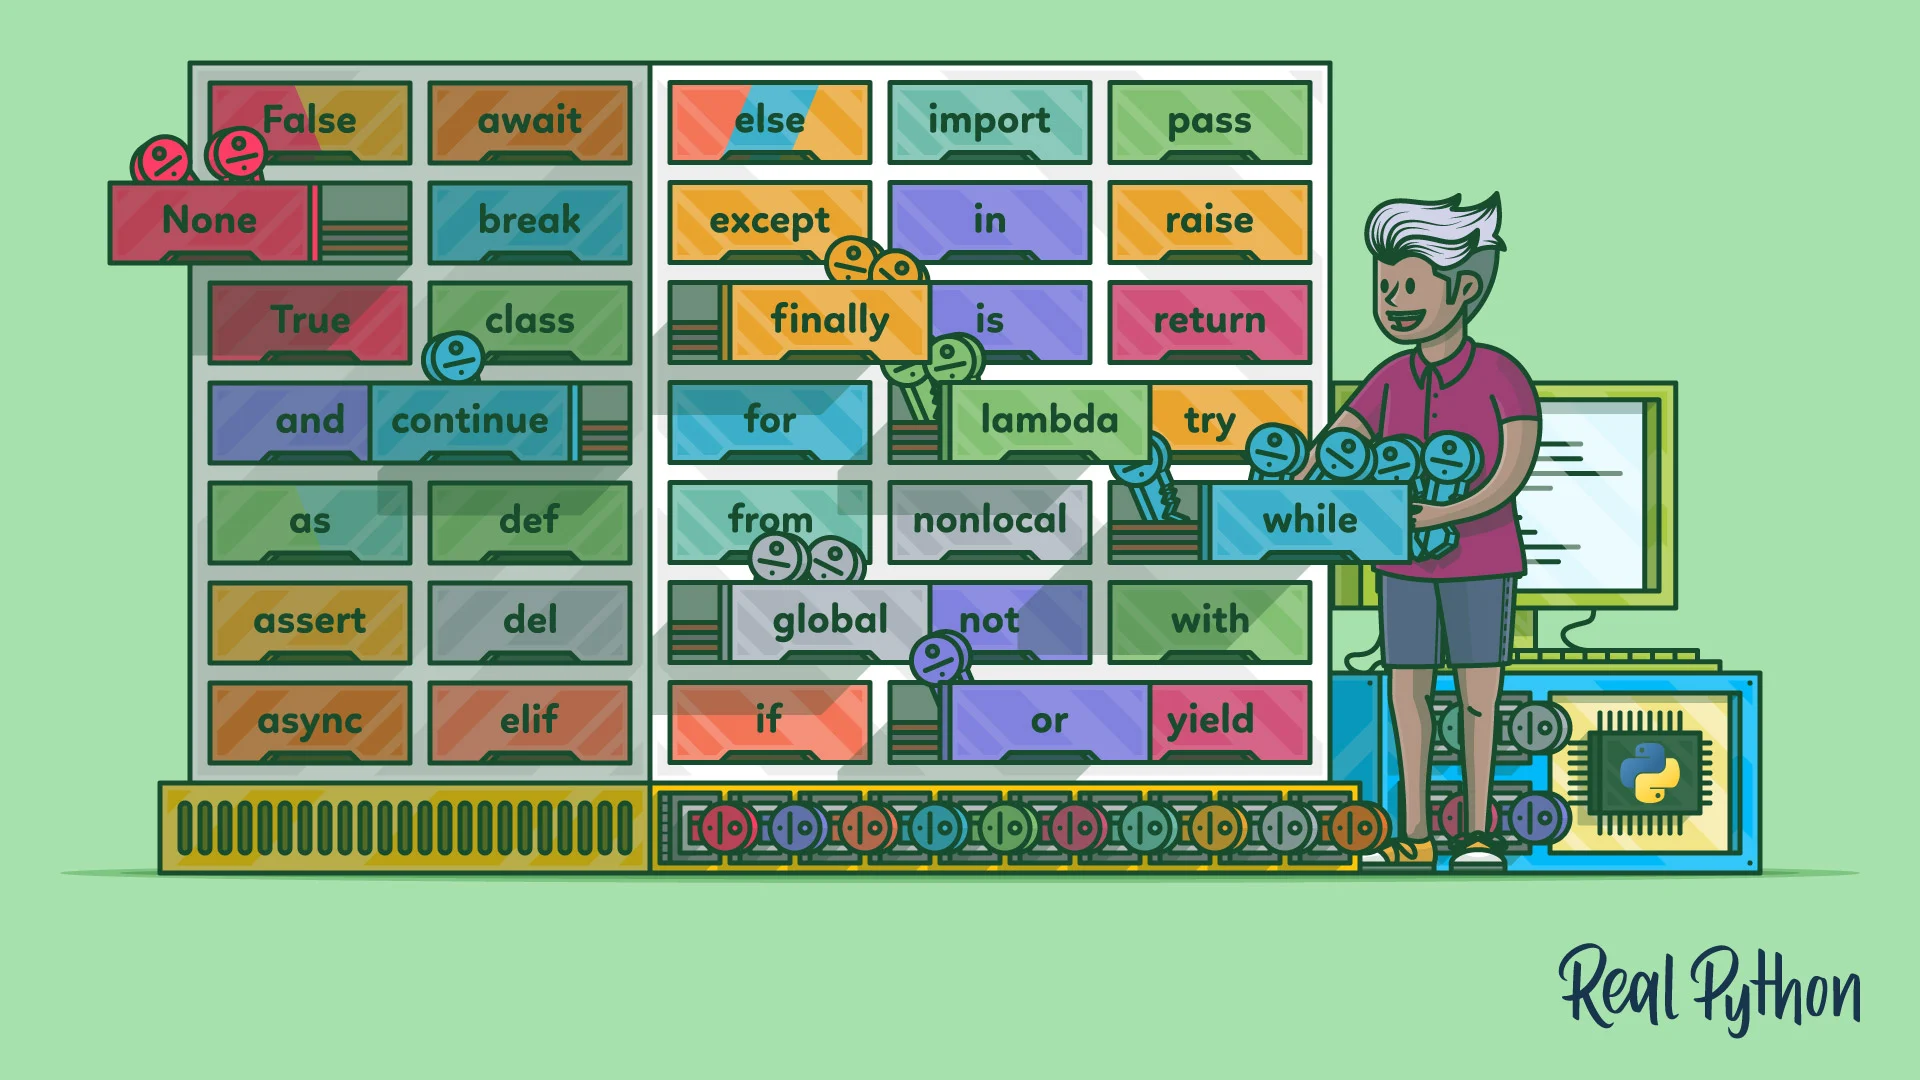 False await else import pass
None break except in raise
True class finally is return
and continue for lambda try
as def from nonlocal while
assert del global not with
async elif if or yield
Real Python